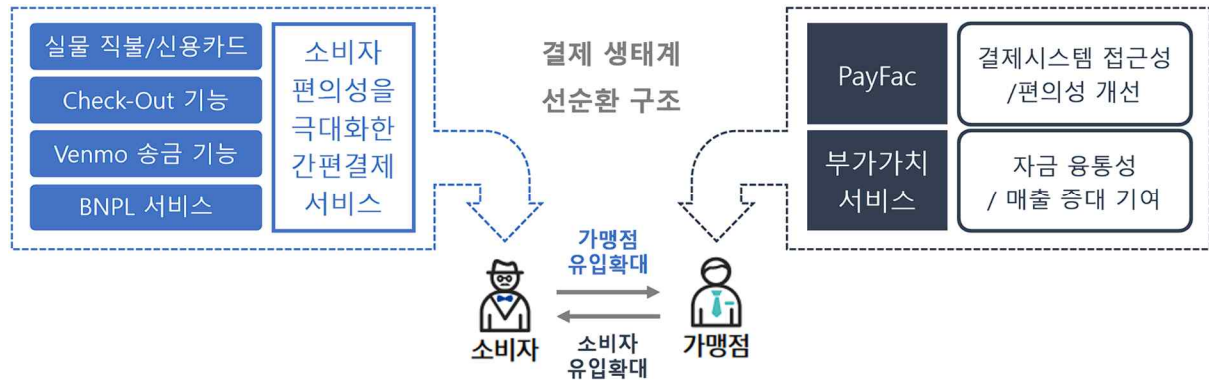 실물 직불/신용카드
Check-Out 기능
Venmo 송금 기능
BNPL 서비스
소비자
편의성을
극대화한
간편결제
서비스
결제 생태계
선순환 구조
PayFac
결제시스템 접근성
/편의성 개선
부가가치
서비스
자금 융통성
/ 매출 증대 기여
가맹점
유입확대
소비자
소비자
유입확대
가맹점